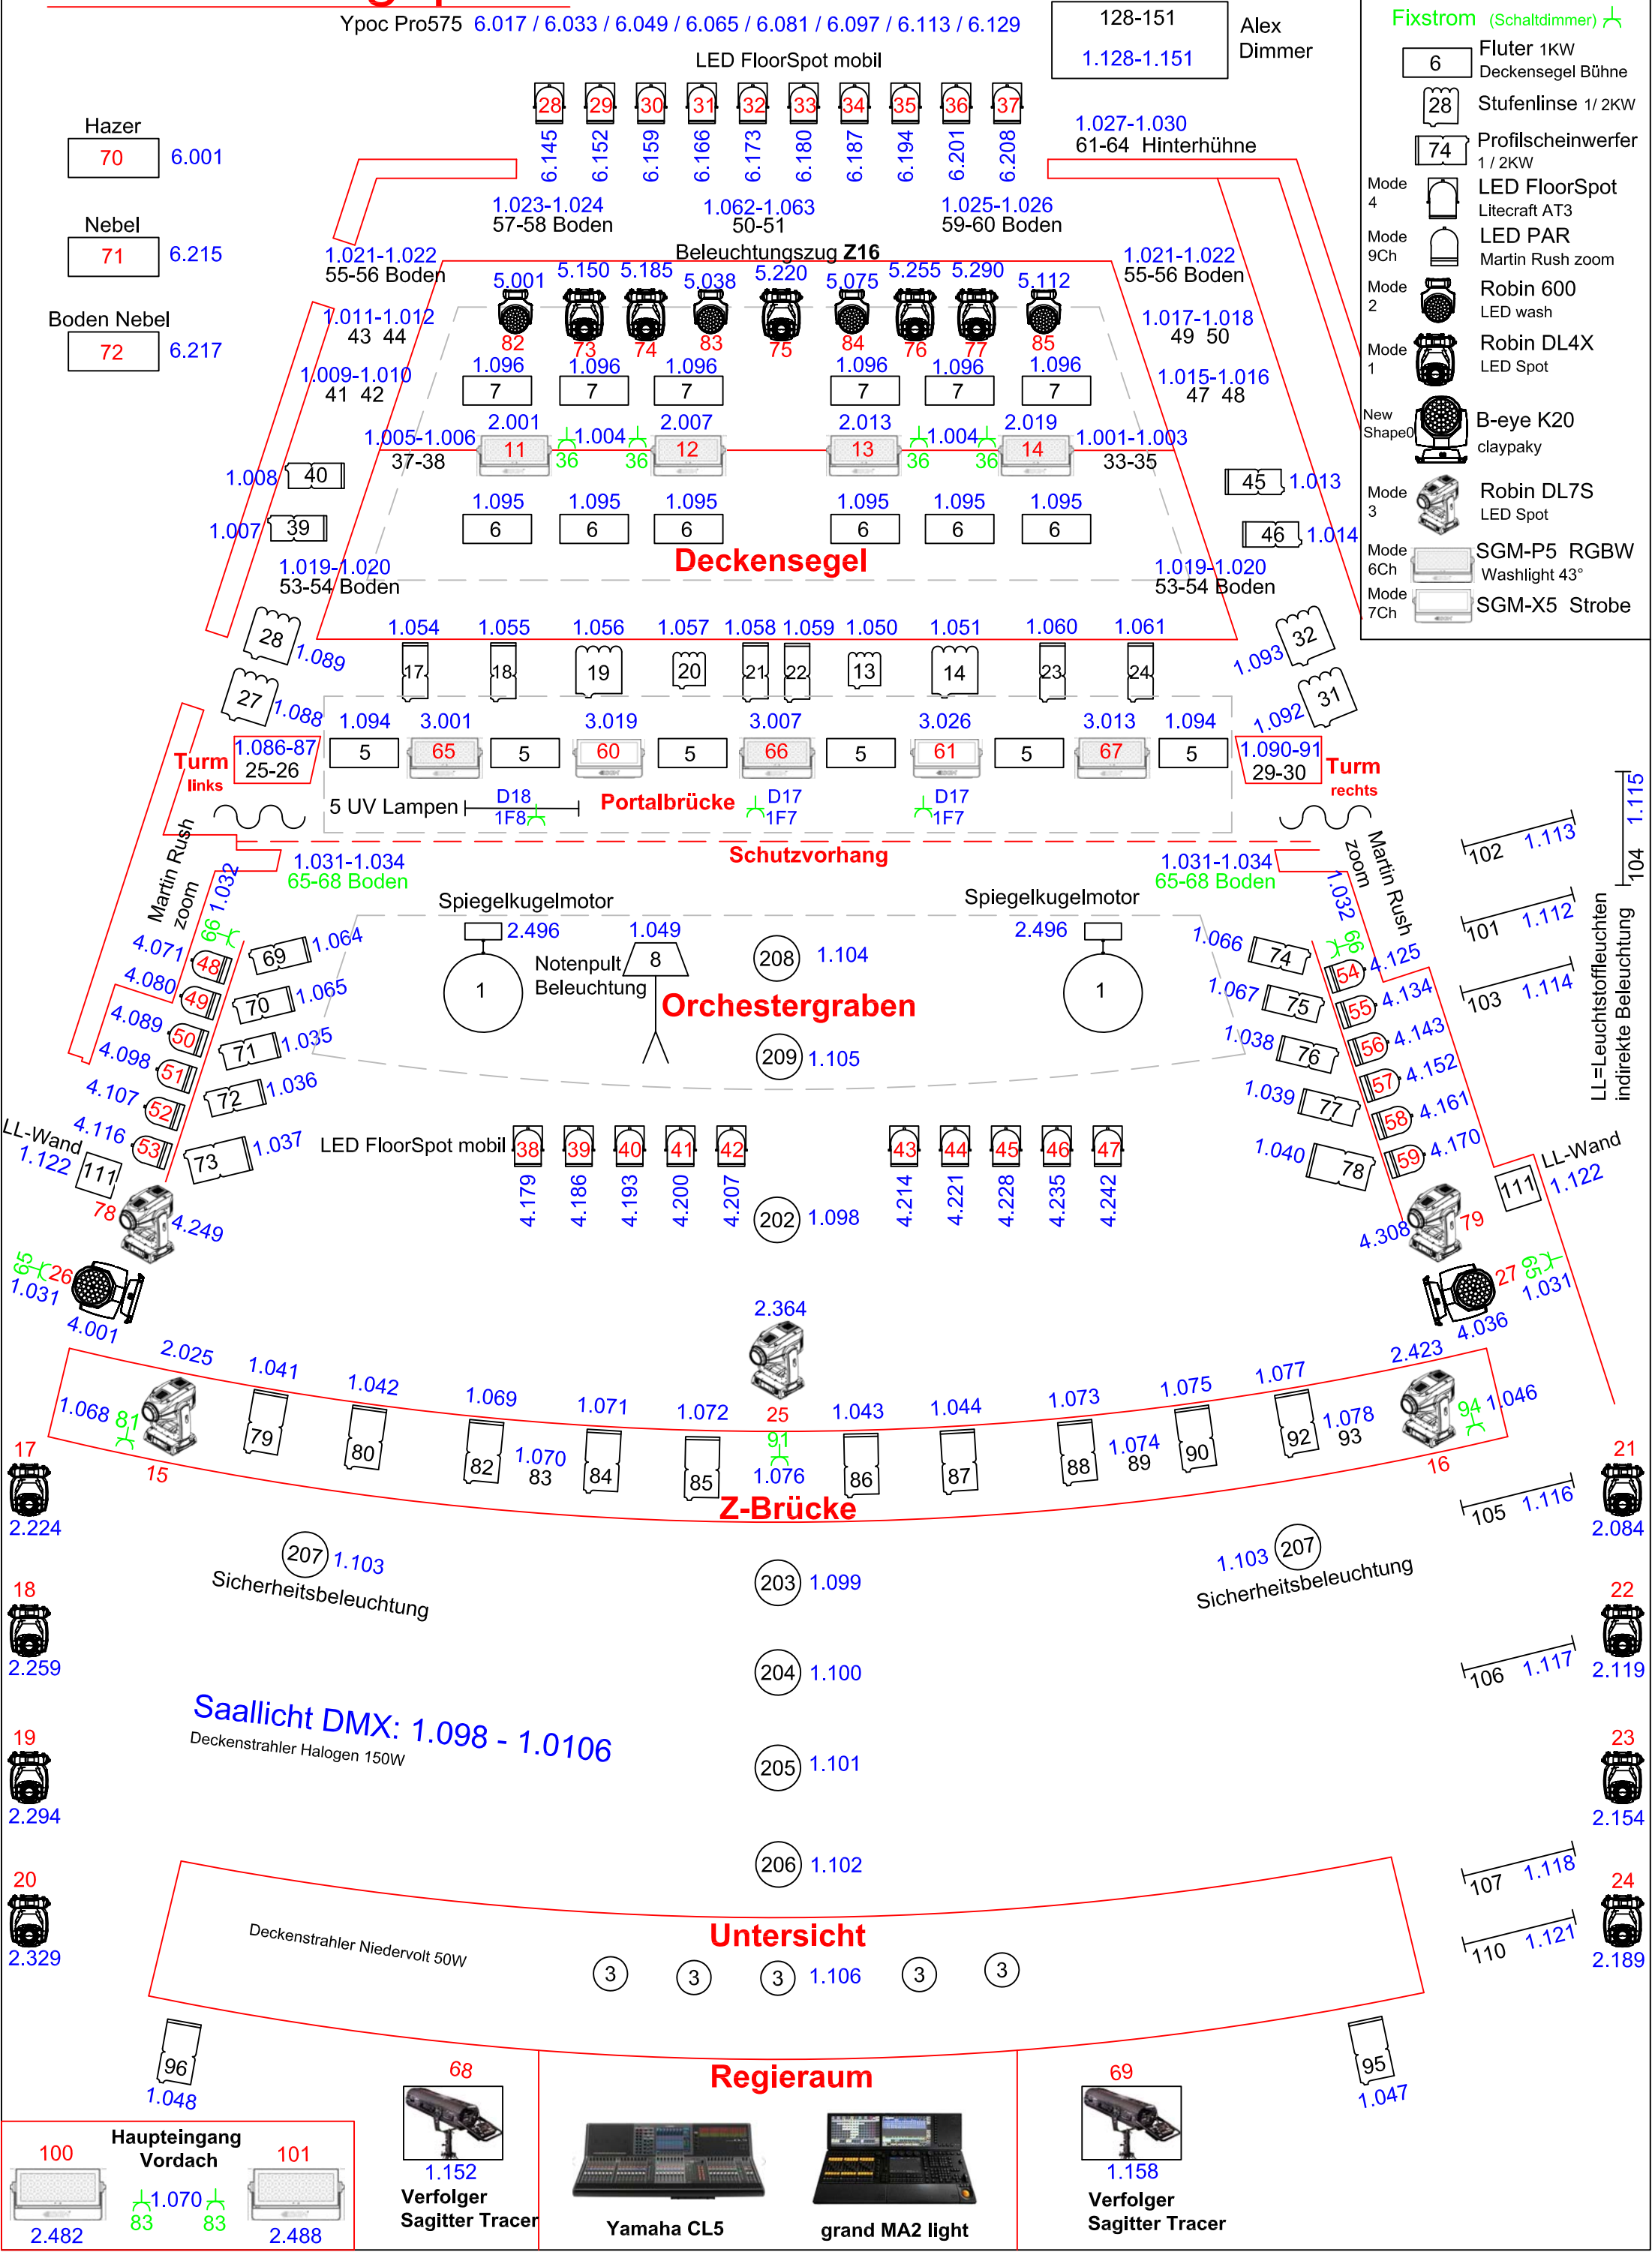 Ypoc Pro575 6.017 / 6.033 / 6.049 / 6.065 / 6.081 / 6.097 / 6.113 / 6.129
128-151
1.128-1.151
Alex
Dimmer
LED FloorSpot mobil
28 29 30 31 32 33 34 35 36 37
6.145 6.152 6.159 6.166 6.173 6.180 6.187 6.194 6.201 6.208
Hazer
70 6.001
Nebel
71 6.215
Boden Nebel
72 6.217
1.027-1.030
61-64 Hinterhühne
1.023-1.024
57-58 Boden
1.062-1.063
50-51
1.025-1.026
59-60 Boden
Fixstrom (Schaltdimmer)
6 Fluter 1KW
Deckensegel Bühne
28 Stufenlinse 1/ 2KW
74 Profilscheinwerfer
1 / 2KW
Mode
4
LED FloorSpot
Litecraft AT3
Mode
9Ch
LED PAR
Martin Rush zoom
Mode
2
Robin 600
LED wash
Mode
1
Robin DL4X
LED Spot
New
Shape0
B-eye K20
claypaky
Mode
3
Robin DL7S
LED Spot
Mode
6Ch
SGM-P5 RGBW
Washlight 43°
Mode
7Ch
SGM-X5 Strobe
1.021-1.022
55-56 Boden
Beleuchtungszug Z16
1.021-1.022
55-56 Boden
5.001 5.150 5.185 5.038 5.220 5.075 5.255 5.290 5.112
82 73 74 83 75 84 76 77 85
1.011-1.012
43 44
1.017-1.018
49 50
1.009-1.010
41 42
1.015-1.016
47 48
1.096 1.096 1.096 1.096 1.096 1.096
7 7 7 7 7 7
2.001 2.007 2.013 2.019
1.005-1.006
37-38
11 1.004 12 13 1.004 14
36 36 36 36
1.001-1.003
33-35
1.008 40
1.007 39
45 1.013
46 1.014
1.095 1.095 1.095 1.095 1.095 1.095
6 6 6 6 6 6
Deckensegel
1.019-1.020
53-54 Boden
1.019-1.020
53-54 Boden
28 1.089
27 1.088
32 1.093
31 1.092
1.054 1.055 1.056 1.057 1.058 1.059 1.050 1.051 1.060 1.061
17 18 19 20 21 22 13 14 23 24
1.094 3.001 3.019 3.007 3.026 3.013 1.094
5 65 5 60 5 66 5 61 5 67 5
Turm
links
1.086-87
25-26
1.090-91
29-30
Turm
rechts
5 UV Lampen
D18
1F8
Portalbrücke
D17
1F7
D17
1F7
Schutzvorhang
1.031-1.034
65-68 Boden
1.031-1.034
65-68 Boden
Martin Rush
zoom
1.032
66
Martin Rush
zoom
1.032
66
102 1.113
104 1.115
101 1.112
103 1.114
LL=Leuchtstoffleuchten
indirekte Beleuchtung
Spiegelkugelmotor
2.496
1
Notenpult
Beleuchtung
1.049
8
208 1.104
Spiegelkugelmotor
2.496
1
Orchestergraben
209 1.105
4.071 48 69 1.064
4.080 49 70 1.065
4.089 50 71 1.035
4.098 51 72 1.036
4.107 52
4.116 53 73 1.037
1.066 74 54 4.125
1.067 75 55 4.134
1.038 76 56 4.143
1.039 77 57 4.152
58 4.161
1.040 78 59 4.170
LL-Wand
1.122
111
LL-Wand
1.122
111
LED FloorSpot mobil 38 39 40 41 42 43 44 45 46 47
4.179 4.186 4.193 4.200 4.207 4.214 4.221 4.228 4.235 4.242
202 1.098
78 4.249
4.308 79
65 26
1.031
4.001
27 65
1.031
4.036
2.364
25
2.025 1.041 1.042 1.069 1.071 1.072 1.043 1.044 1.073 1.075 1.077 2.423
1.068 81 79 80 82 1.070 83 84 85 91 1.076 86 87 88 1.074 89 90 92 1.078 93 94 1.046
15
16
Z-Brücke
17
2.224
18
2.259
19
2.294
20
2.329
21
2.084
22
2.119
23
2.154
24
2.189
105 1.116
106 1.117
107 1.118
110 1.121
207 1.103
Sicherheitsbeleuchtung
1.103 207
Sicherheitsbeleuchtung
203 1.099
204 1.100
Saallicht DMX: 1.098 - 1.0106
Deckenstrahler Halogen 150W
205 1.101
206 1.102
Untersicht
Deckenstrahler Niedervolt 50W
3 3 3 1.106 3 3
96
1.048
95
1.047
68
1.152
Verfolger
Sagitter Tracer
Regieraum
Yamaha CL5
grand MA2 light
69
1.158
Verfolger
Sagitter Tracer
Haupteingang
Vordach
100 101
1.070
83 83
2.482 2.488